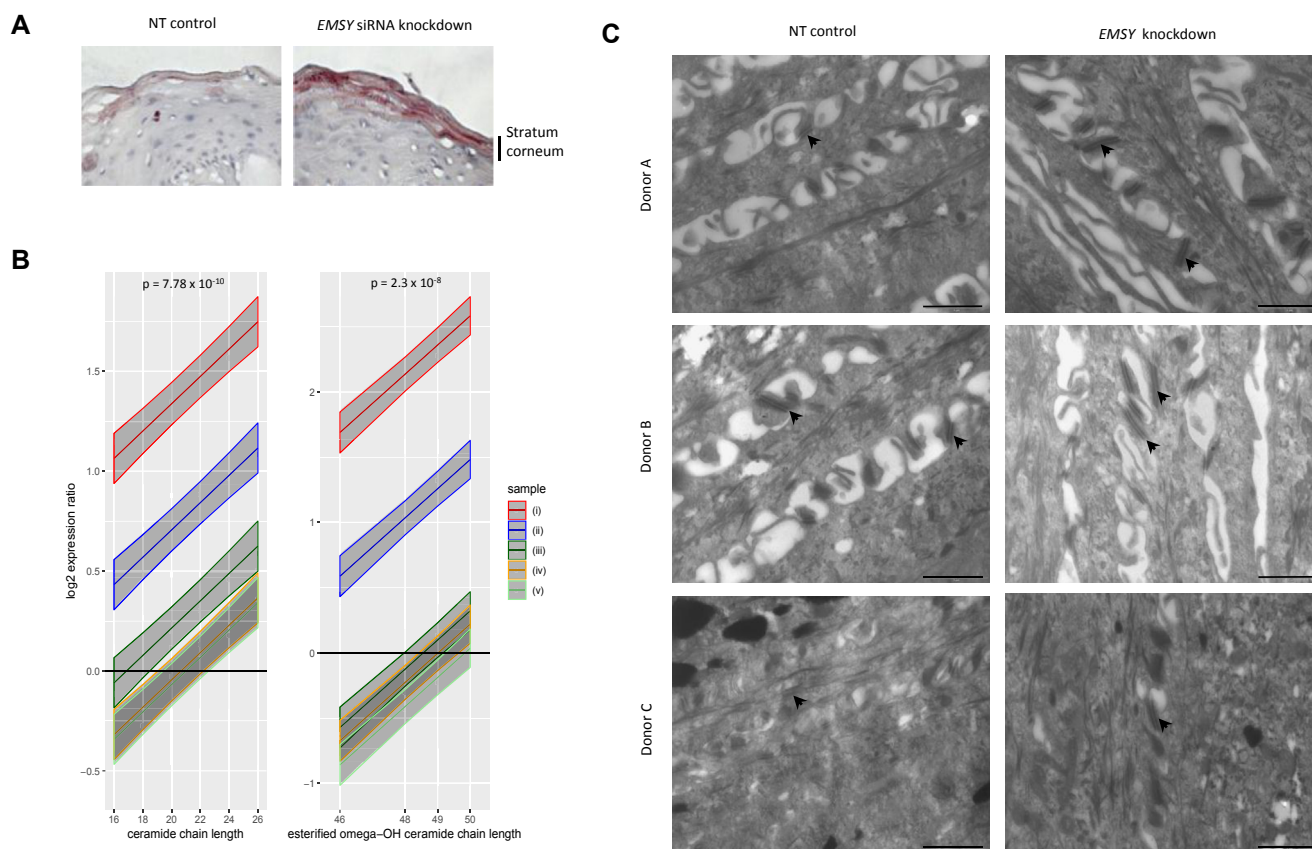 A
NT control
EMSY siRNA knockdown
Stratum
corneum
B
p = 7.78 x 10-10
p = 2.3 x 10-8
log2 expression ratio
1.5
1.0
0.5
0.0
−0.5
16 18 20 22 24 26
ceramide chain length
2
1
0
−1
46 48 49 50
esterified omega−OH ceramide chain length
sample
(i)
(ii)
(iii)
(iv)
(v)
C
NT control
EMSY knockdown
Donor A
Donor B
Donor C